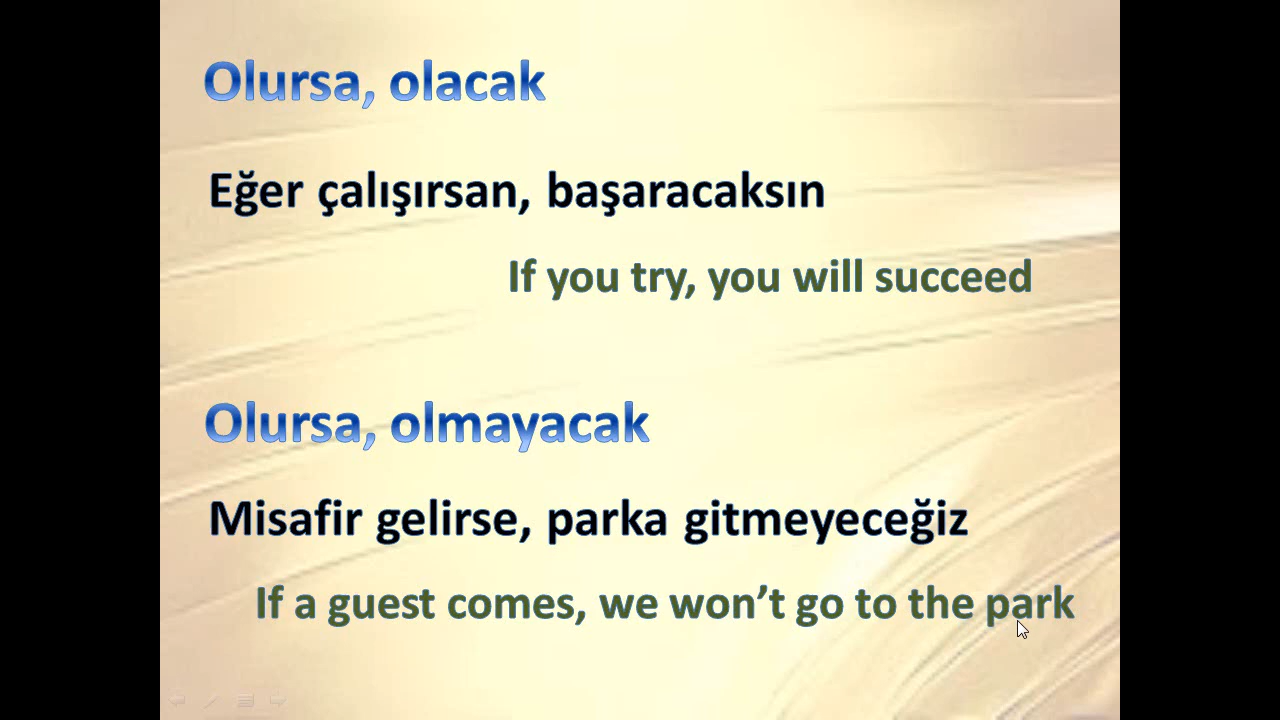 Olursa, olacak
Eğer çalışırsan, başaracaksın
If you try, you will succeed
Olursa, olmayacak
Misafir gelirse, parka gitmeyeceğiz
If a guest comes, we won’t go to the park